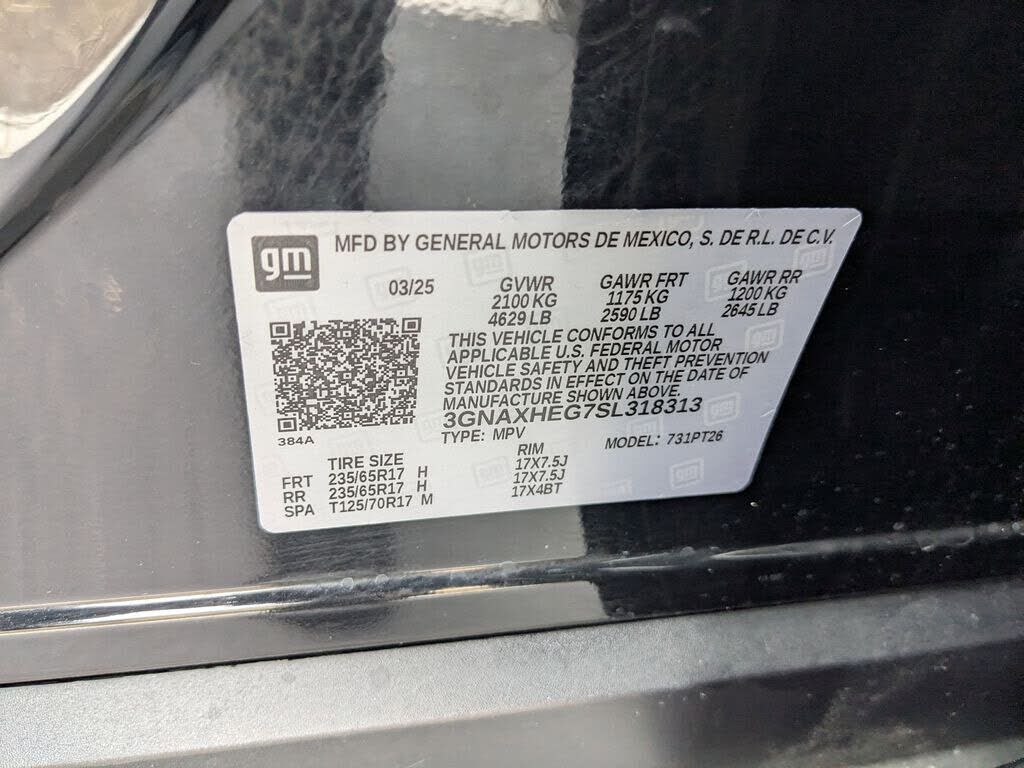 gm
MFD BY GENERAL MOTORS DE MEXICO, S. DE R.L. DE C.V.
03/25 GVWR GAWR FRT GAWR RR
2100 KG 1175 KG 1200 KG
4629 LB 2590 LB 2645 LB
THIS VEHICLE CONFORMS TO ALL
APPLICABLE U.S. FEDERAL MOTOR
VEHICLE SAFETY AND THEFT PREVENTION
STANDARDS IN EFFECT ON THE DATE OF
MANUFACTURE SHOWN ABOVE.
3GNAXHEG7SL318313
384A
TYPE: MPV MODEL: 731PT26
TIRE SIZE RIM
FRT 235/65R17 H 17X7.5J
RR 235/65R17 H 17X7.5J
SPA T125/70R17 M 17X4BT